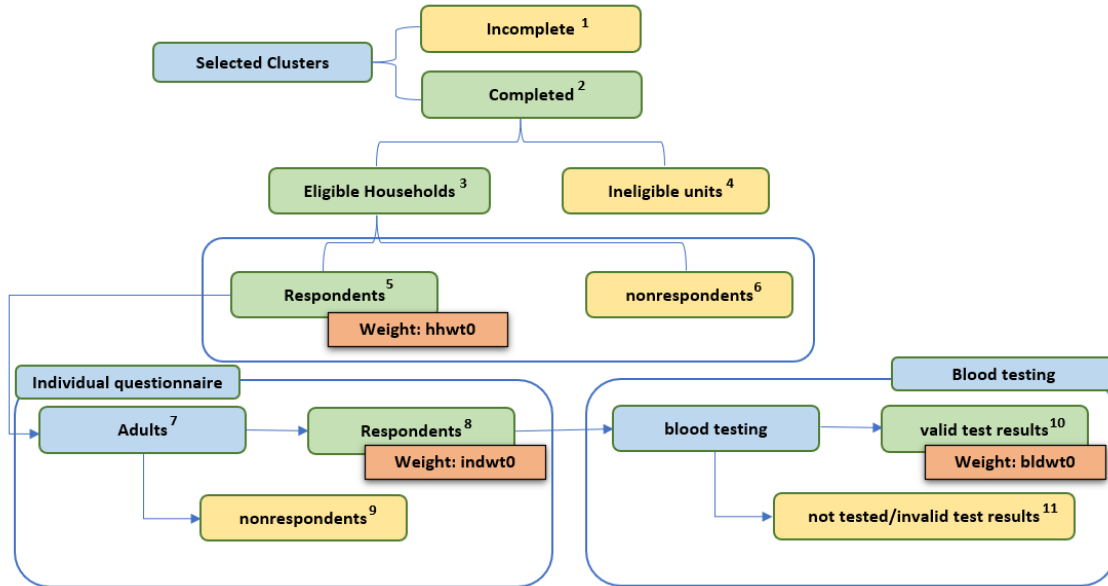 Incomplete 1
Selected Clusters
Completed 2
Eligible Households 3
Ineligible units 4
Respondents 5
nonrespondents 6
Weight: hhwt0
Individual questionnaire
Blood testing
Adults 7
Respondents 8
blood testing
valid test results 10
Weight: indwt0
Weight: bldwt0
nonrespondents 9
not tested/invalid test results 11